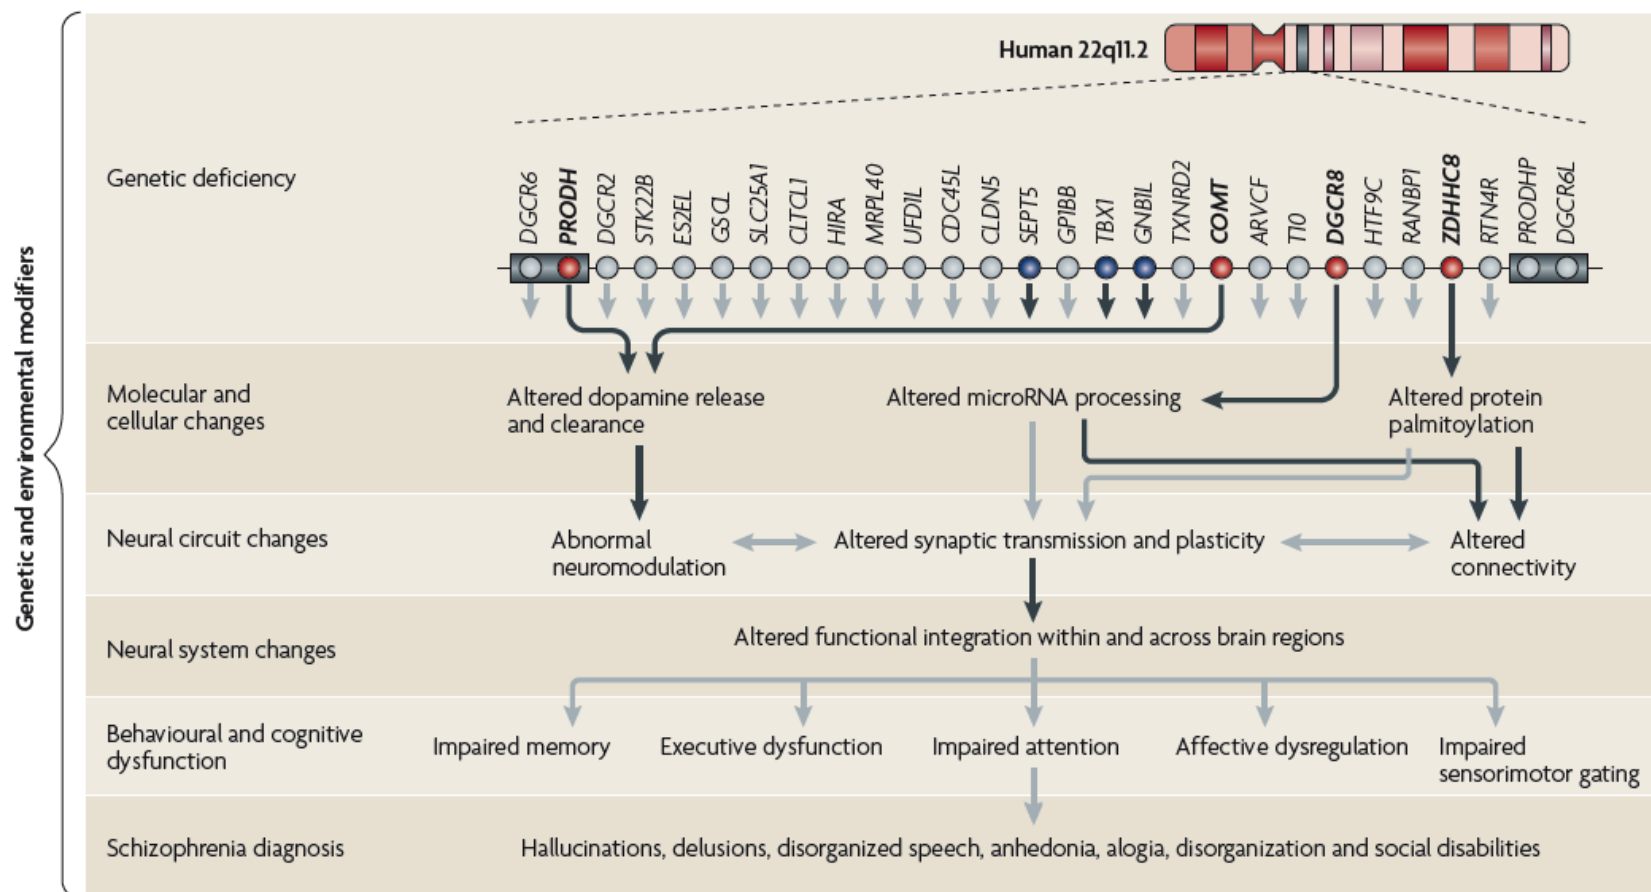 Human 22q11.2
Genetic and environmental modifiers
Genetic deficiency
DGCR6
PRODH
DGCR2
STK22B
ES2EL
GSCL
SLC25A1
CLTCL1
HIRA
MRPL40
UFDIL
CDC45L
CLDN5
SEPT5
GPIBB
TBX1
GNB1L
TXNRD2
COMT
ARVCF
T10
DGCR8
HTF9C
RANBP1
ZDHHC8
RTN4R
PRODHP
DGCR6L
Molecular and
cellular changes
Altered dopamine release
and clearance
Altered microRNA processing
Altered protein
palmitoylation
Neural circuit changes
Abnormal
neuromodulation
Altered synaptic transmission and plasticity
Altered
connectivity
Neural system changes
Altered functional integration within and across brain regions
Behavioural and cognitive
dysfunction
Impaired memory
Executive dysfunction
Impaired attention
Affective dysregulation
Impaired
sensorimotor gating
Schizophrenia diagnosis
Hallucinations, delusions, disorganized speech, anhedonia, alogia, disorganization and social disabilities